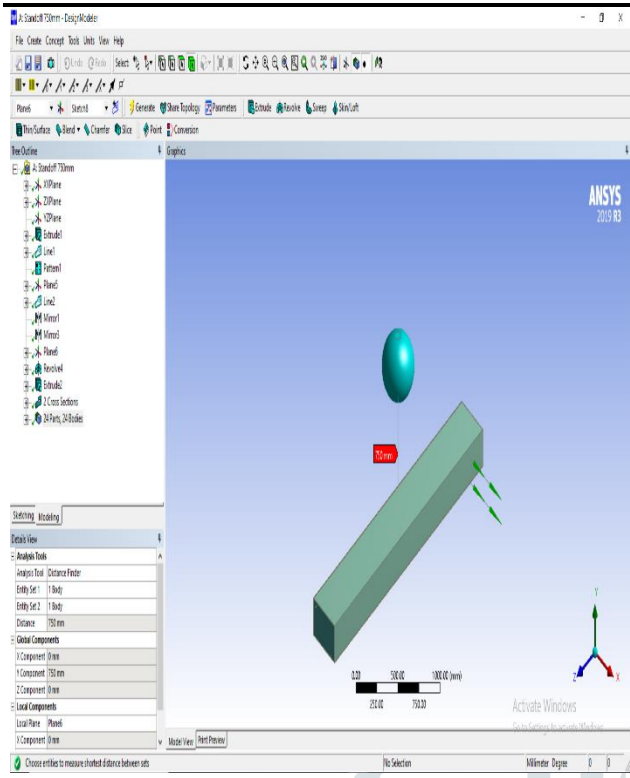 A: Standoff 750mm - DesignModeler
File Create Concept Tools Units View Help
Undo Redo Select
Plane6 Sketch8 Generate Share Topology Parameters Extrude Revolve Sweep Skin/Loft
Thin/Surface Blend Chamfer Slice Point Conversion
Tree Outline
A: Standoff 750mm
XYPlane
ZXPlane
YZPlane
Extrude1
Line1
Pattern1
Plane5
Line2
Mirror1
Mirror3
Plane6
Revolve4
Extrude2
2 Cross Sections
24 Parts, 24 Bodies
Sketching Modeling
Details View
Analysis Tools
Analysis Tool Distance Finder
Entity Set 1 1 Body
Entity Set 2 1 Body
Distance 750 mm
Global Components
X Component 0 mm
Y Component 750 mm
Z Component 0 mm
Local Components
Local Plane Plane6
X Component 0 mm
Graphics
ANSYS
2019 R3
750 mm
Y
Z X
0.00 500.00 1000.00 (mm)
250.00 750.00
Activate Windows
Go to Settings to activate Windows.
Model View Print Preview
Choose entities to measure shortest distance between sets No Selection Millimeter Degree 0 0